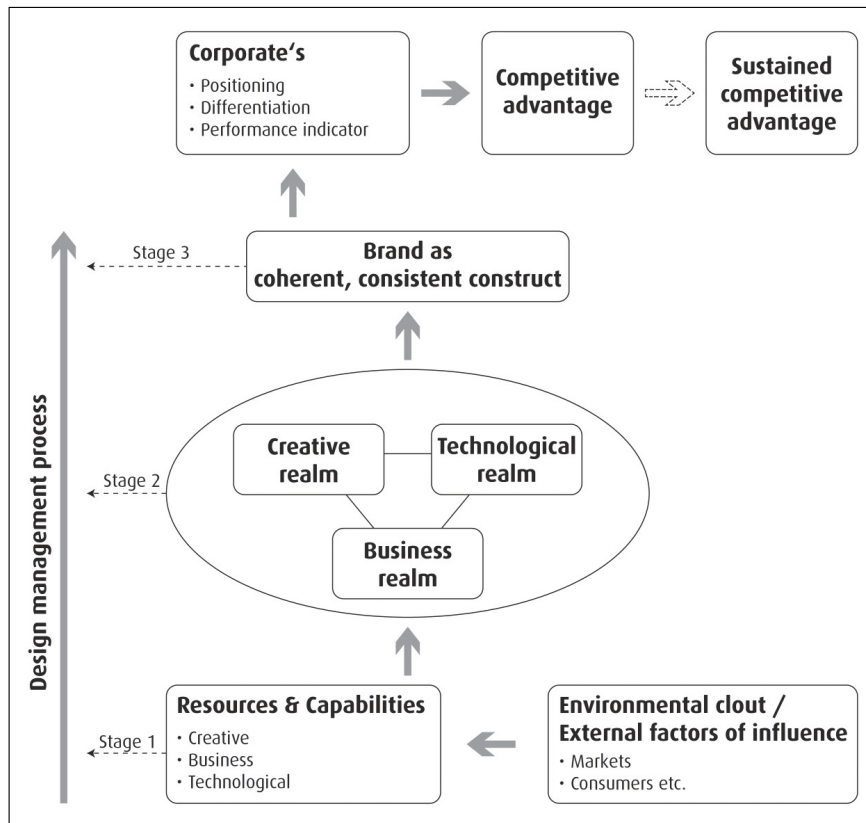 Corporate‘s
• Positioning
• Differentiation
• Performance indicator
Competitive
advantage
Sustained
competitive
advantage
Stage 3
Brand as
coherent, consistent construct
Design management process
Creative
realm
Technological
realm
Stage 2
Business
realm
Resources & Capabilities
• Creative
• Business
• Technological
Stage 1
Environmental clout /
External factors of influence
• Markets
• Consumers etc.